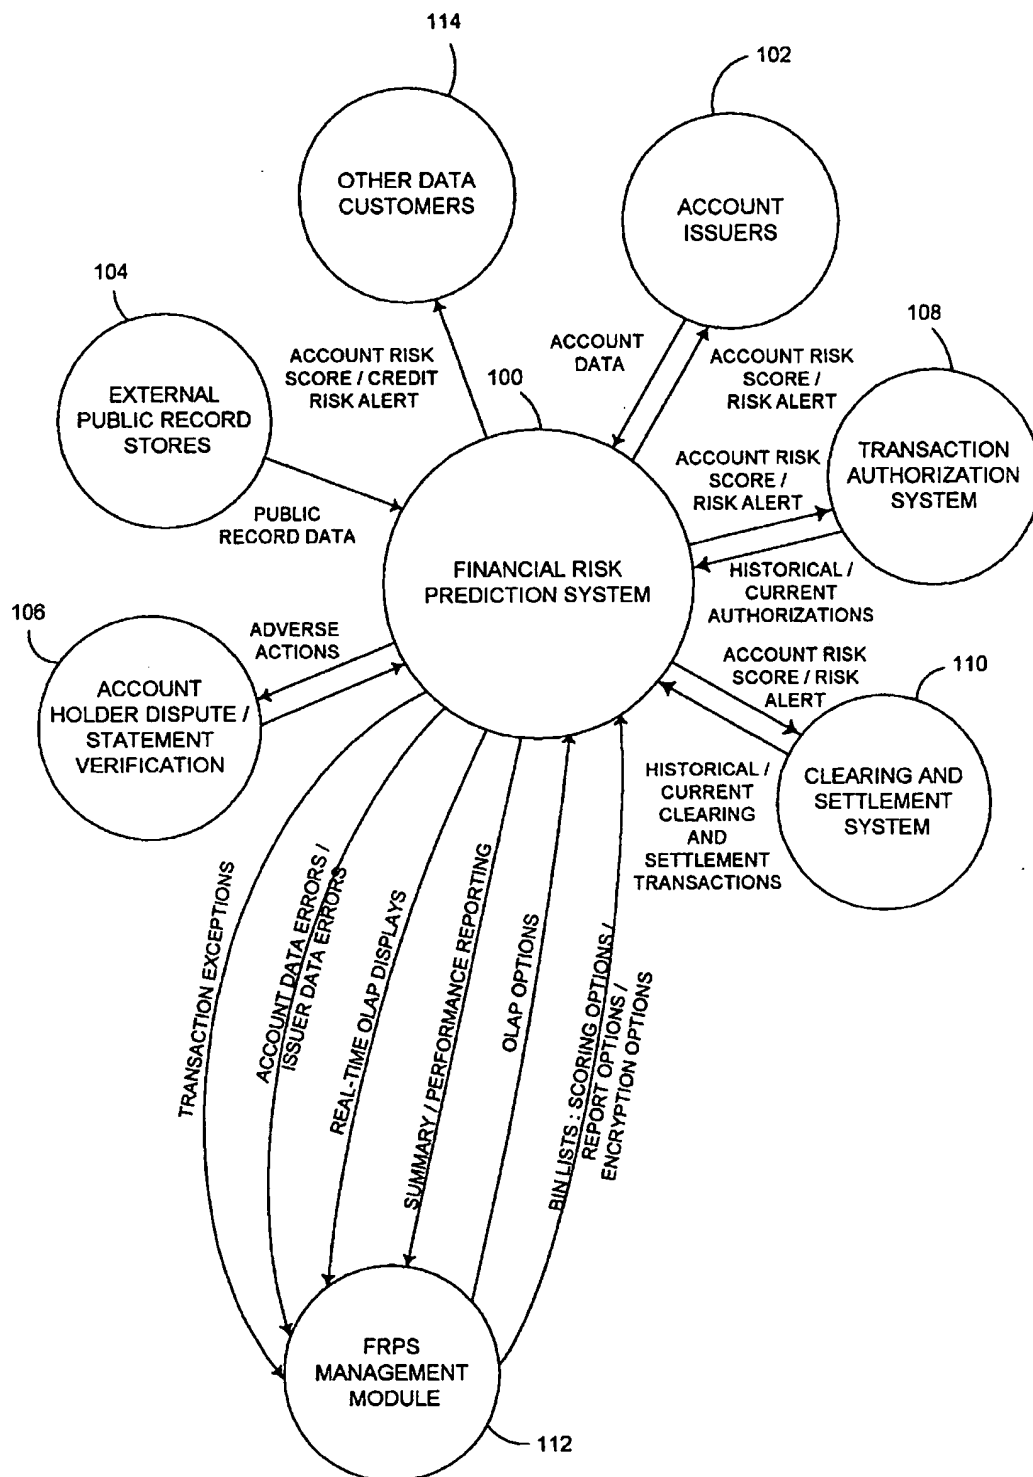 114
102
OTHER DATA
CUSTOMERS
ACCOUNT
ISSUERS
104
108
ACCOUNT RISK
SCORE / CREDIT
RISK ALERT
100
ACCOUNT
DATA
ACCOUNT RISK
SCORE /
RISK ALERT
EXTERNAL
PUBLIC RECORD
STORES
TRANSACTION
AUTHORIZATION
SYSTEM
ACCOUNT RISK
SCORE /
RISK ALERT
PUBLIC
RECORD DATA
FINANCIAL RISK
PREDICTION SYSTEM
HISTORICAL /
CURRENT
AUTHORIZATIONS
106
ADVERSE
ACTIONS
ACCOUNT RISK
SCORE / RISK
ALERT
110
ACCOUNT
HOLDER DISPUTE /
STATEMENT
VERIFICATION
HISTORICAL /
CURRENT
CLEARING
AND
SETTLEMENT
TRANSACTIONS
CLEARING AND
SETTLEMENT
SYSTEM
TRANSACTION EXCEPTIONS
ACCOUNT DATA ERRORS /
ISSUER DATA ERRORS
REAL-TIME OLAP DISPLAYS
SUMMARY / PERFORMANCE REPORTING
OLAP OPTIONS
BIN LISTS : SCORING OPTIONS /
REPORT OPTIONS /
ENCRYPTION OPTIONS
FRPS
MANAGEMENT
MODULE
112